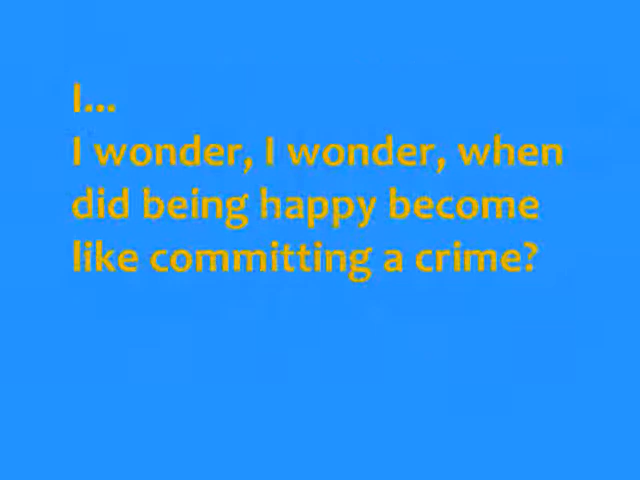 I...
I wonder, I wonder, when
did being happy become
like committing a crime?